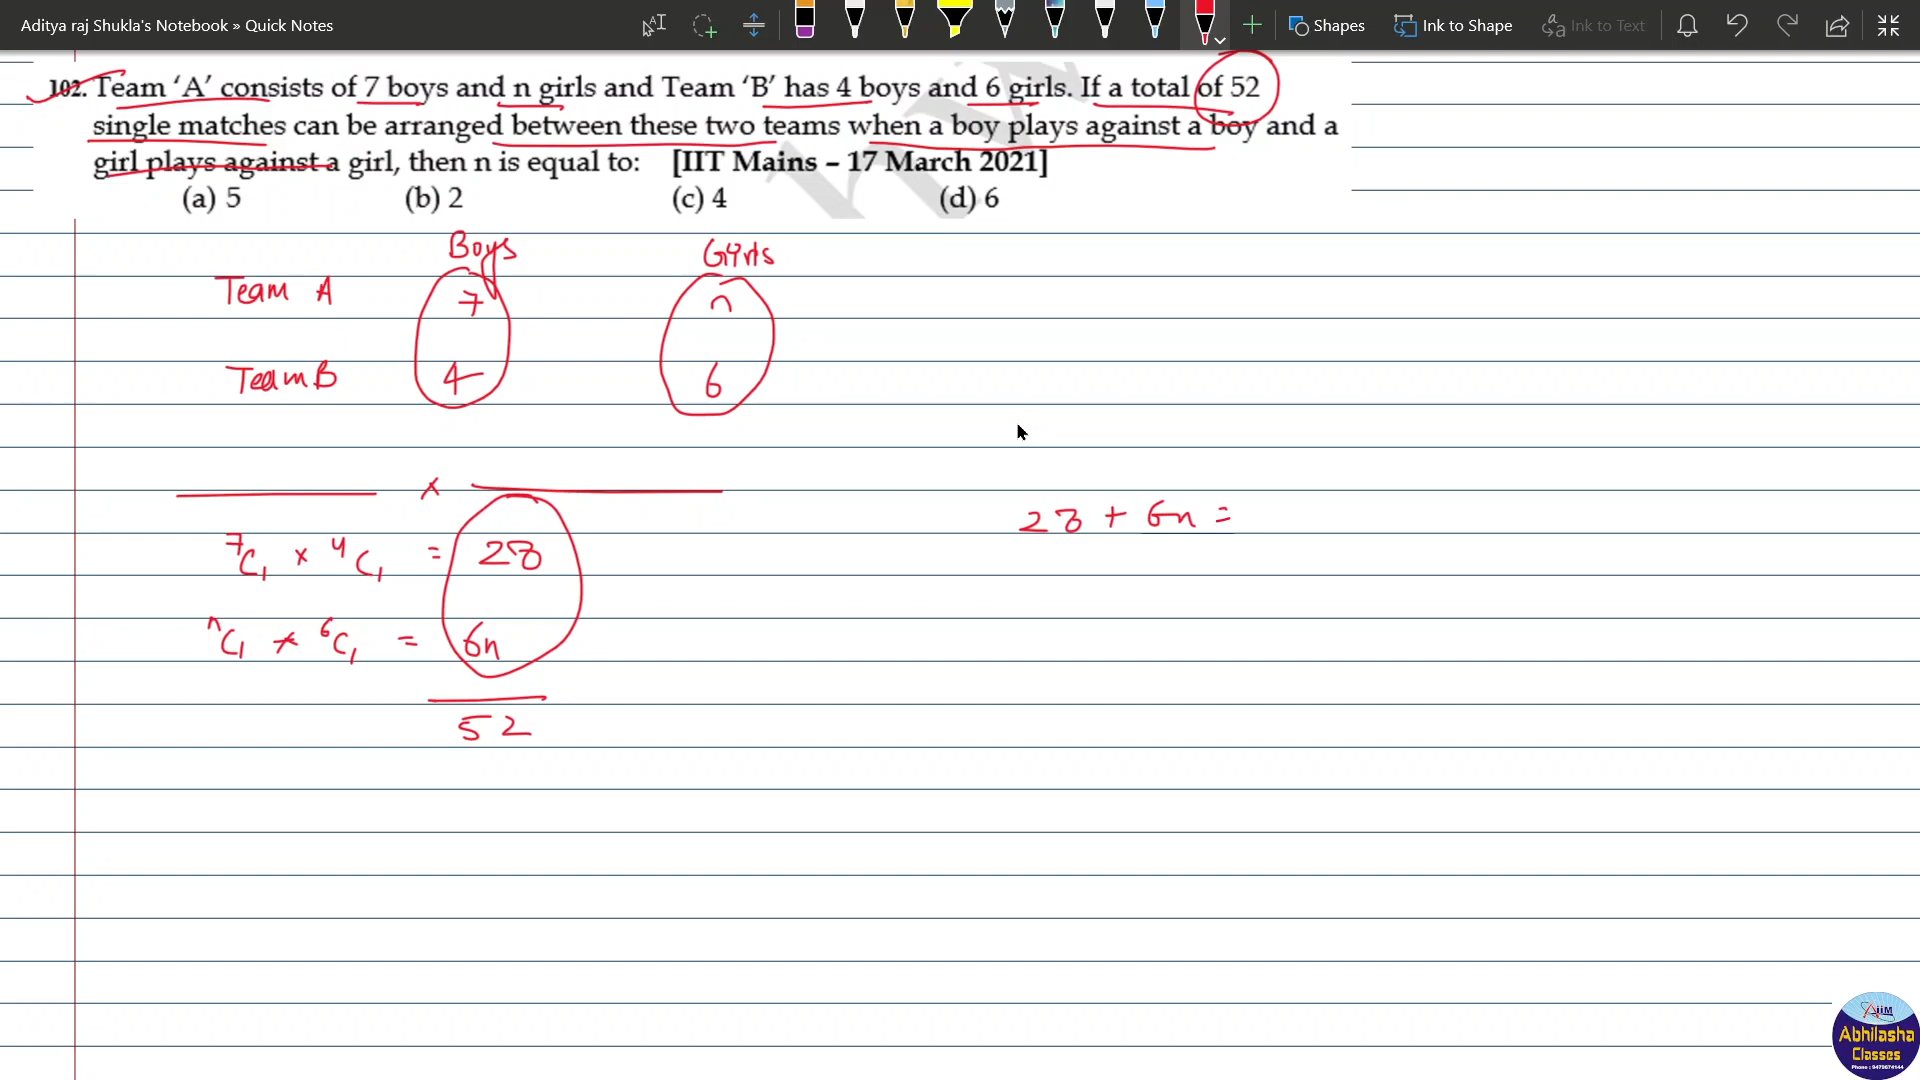 Aditya raj Shukla's Notebook » Quick Notes
Shapes
Ink to Shape
Ink to Text
102. Team ‘A’ consists of 7 boys and n girls and Team ‘B’ has 4 boys and 6 girls. If a total of 52
single matches can be arranged between these two teams when a boy plays against a boy and a
girl plays against a girl, then n is equal to: [IIT Mains – 17 March 2021]
(a) 5 (b) 2 (c) 4 (d) 6
Boys Girls
Team A 7 n
Team B 4 6
×
28 + 6n =
⁷C₁ × ⁴C₁ = 28
ⁿC₁ × ⁶C₁ = 6n
52
AiiM
Abhilasha
Classes
Phone : 9479674144